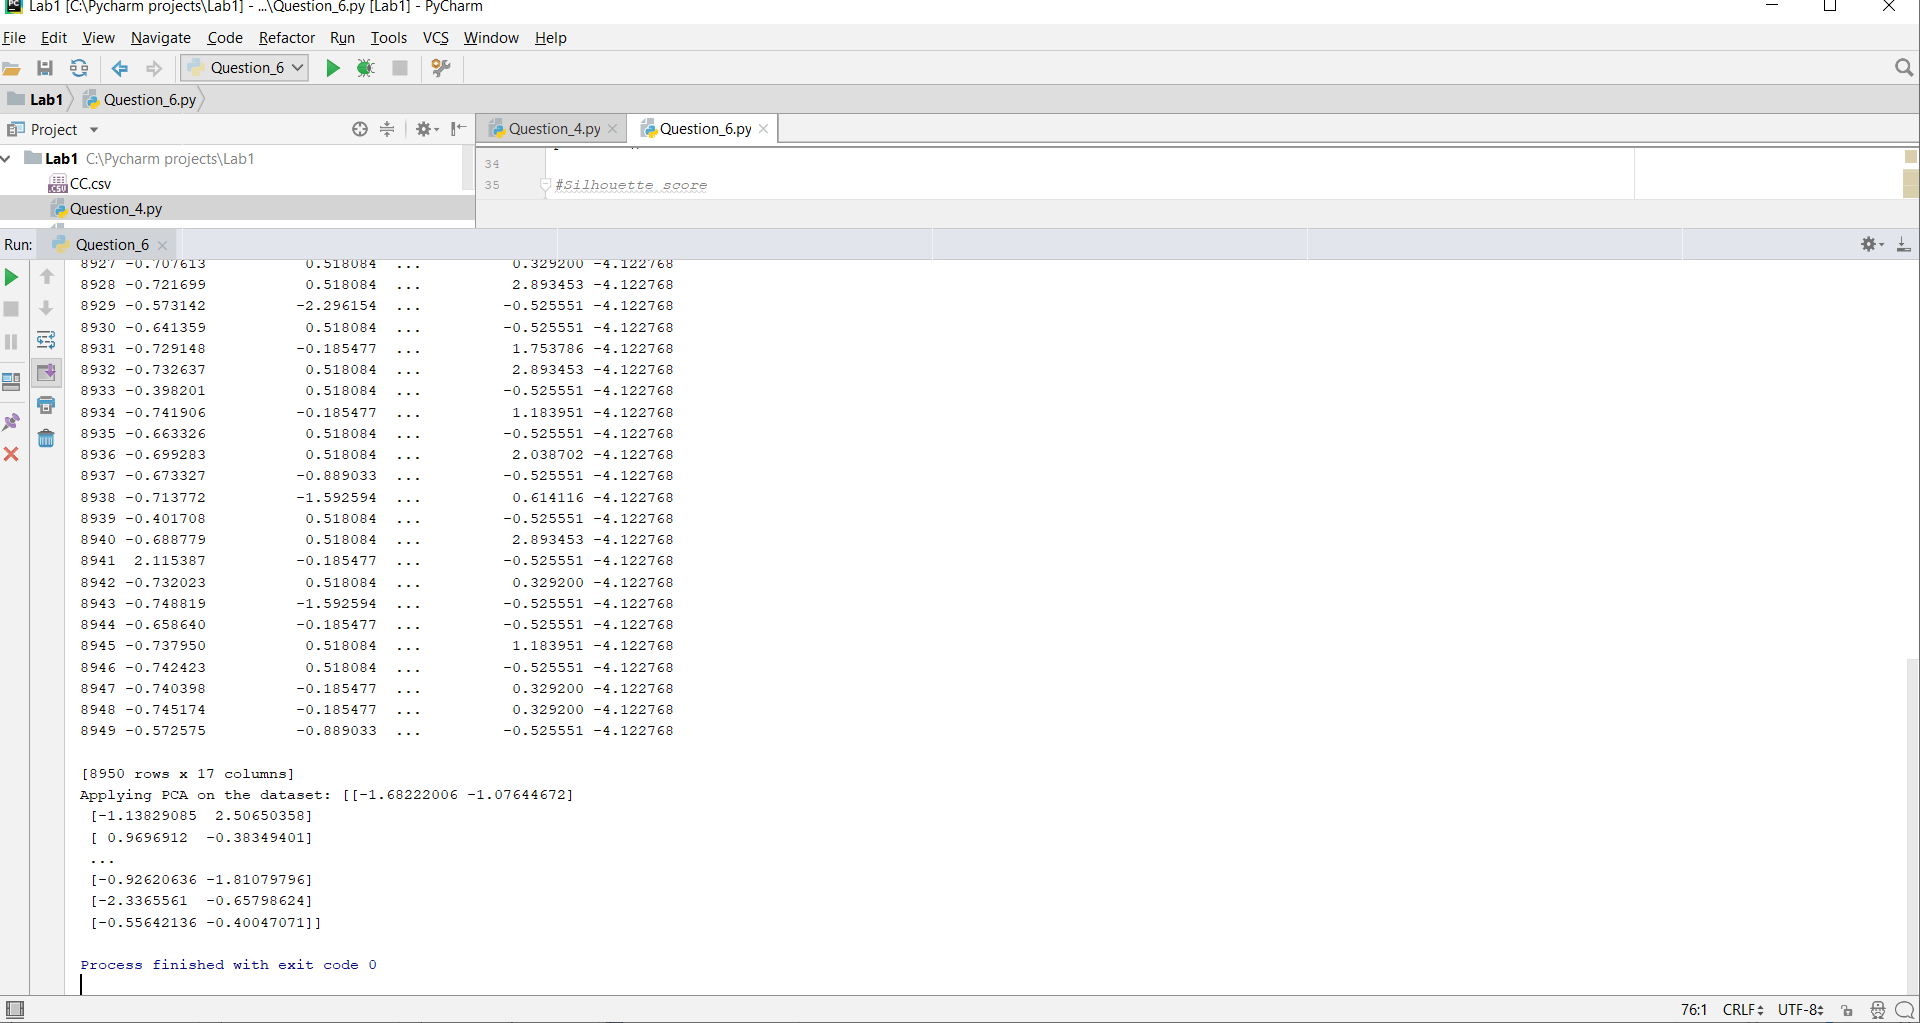 Lab1 [C:\Pycharm projects\Lab1] - ...\Question_6.py [Lab1] - PyCharm
File Edit View Navigate Code Refactor Run Tools VCS Window Help
Question_6
Lab1 Question_6.py
Project Question_4.py Question_6.py
Lab1 C:\Pycharm projects\Lab1
34
CC.csv
35 #Silhouette score
Question_4.py
Run: Question_6
8927 -0.707613 0.518084 ... 0.329200 -4.122768
8928 -0.721699 0.518084 ... 2.893453 -4.122768
8929 -0.573142 -2.296154 ... -0.525551 -4.122768
8930 -0.641359 0.518084 ... -0.525551 -4.122768
8931 -0.729148 -0.185477 ... 1.753786 -4.122768
8932 -0.732637 0.518084 ... 2.893453 -4.122768
8933 -0.398201 0.518084 ... -0.525551 -4.122768
8934 -0.741906 -0.185477 ... 1.183951 -4.122768
8935 -0.663326 0.518084 ... -0.525551 -4.122768
8936 -0.699283 0.518084 ... 2.038702 -4.122768
8937 -0.673327 -0.889033 ... -0.525551 -4.122768
8938 -0.713772 -1.592594 ... 0.614116 -4.122768
8939 -0.401708 0.518084 ... -0.525551 -4.122768
8940 -0.688779 0.518084 ... 2.893453 -4.122768
8941 2.115387 -0.185477 ... -0.525551 -4.122768
8942 -0.732023 0.518084 ... 0.329200 -4.122768
8943 -0.748819 -1.592594 ... -0.525551 -4.122768
8944 -0.658640 -0.185477 ... -0.525551 -4.122768
8945 -0.737950 0.518084 ... 1.183951 -4.122768
8946 -0.742423 0.518084 ... -0.525551 -4.122768
8947 -0.740398 -0.185477 ... 0.329200 -4.122768
8948 -0.745174 -0.185477 ... 0.329200 -4.122768
8949 -0.572575 -0.889033 ... -0.525551 -4.122768
[8950 rows x 17 columns]
Applying PCA on the dataset: [[-1.68222006 -1.07644672]
[-1.13829085 2.50650358]
[ 0.9696912 -0.38349401]
...
[-0.92620636 -1.81079796]
[-2.3365561 -0.65798624]
[-0.55642136 -0.40047071]]
Process finished with exit code 0
76:1 CRLF UTF-8